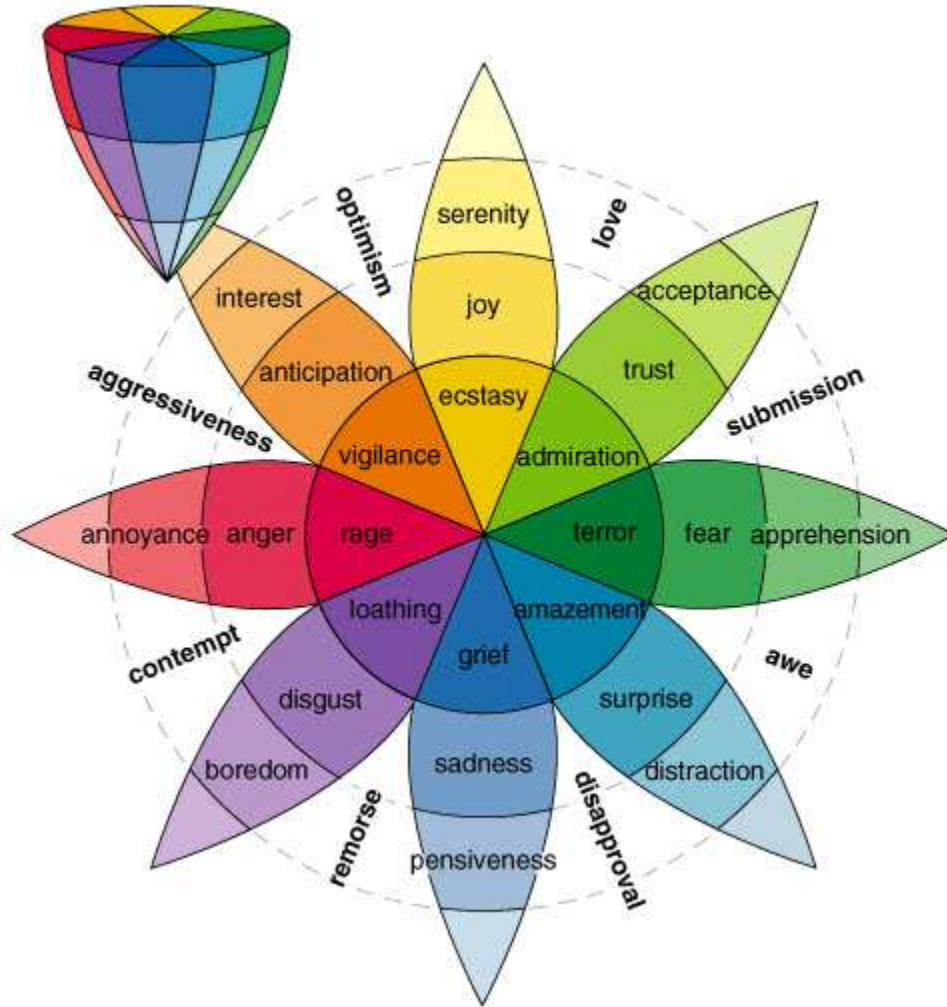 optimism
love
serenity
interest
acceptance
joy
anticipation
trust
aggressiveness
submission
ecstasy
vigilance
admiration
annoyance
anger
rage
terror
fear
apprehension
loathing
amazement
contempt
grief
awe
disgust
surprise
boredom
sadness
distraction
remorse
disapproval
pensiveness